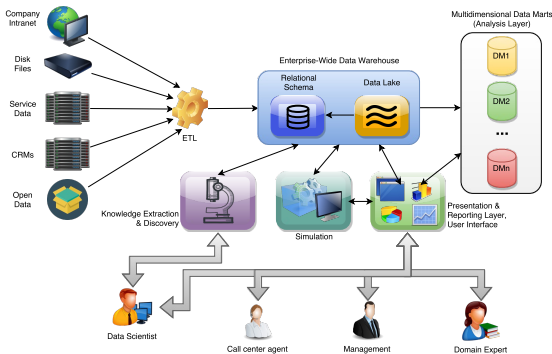 Company
Intranet
Disk
Files
Service
Data
CRMs
Open
Data
ETL
Enterprise-Wide Data Warehouse
Relational
Schema
Data Lake
Multidimensional Data Marts
(Analysis Layer)
DM1
DM2
...
DMn
Knowledge Extraction
& Discovery
Simulation
Presentation &
Reporting Layer,
User Interface
Data Scientist
Call center agent
Management
Domain Expert